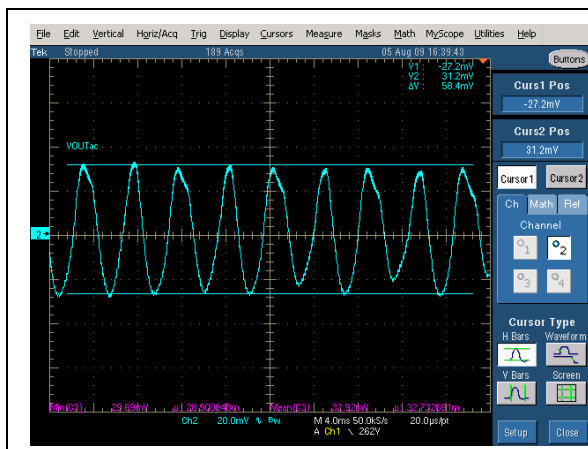 File Edit Vertical Horiz/Acq Trig Display Cursors Measure Masks Math MyScope Utilities Help
Tek Stopped 189 Acqs 05 Aug 09 16:39:43
Buttons
V1: -27.2mV
V2: 31.2mV
ΔV: 58.4mV
VOUTac
2
Curs1 Pos
-27.2mV
Curs2 Pos
31.2mV
Cursor1 Cursor2
Ch Math Ref
Channel
1 2
3 4
Cursor Type
H Bars Waveform
V Bars Screen
Setup Close
Ch2 20.0mV Bw M 4.0ms 50.0kS/s 20.0µs/pt
A Ch1 262V